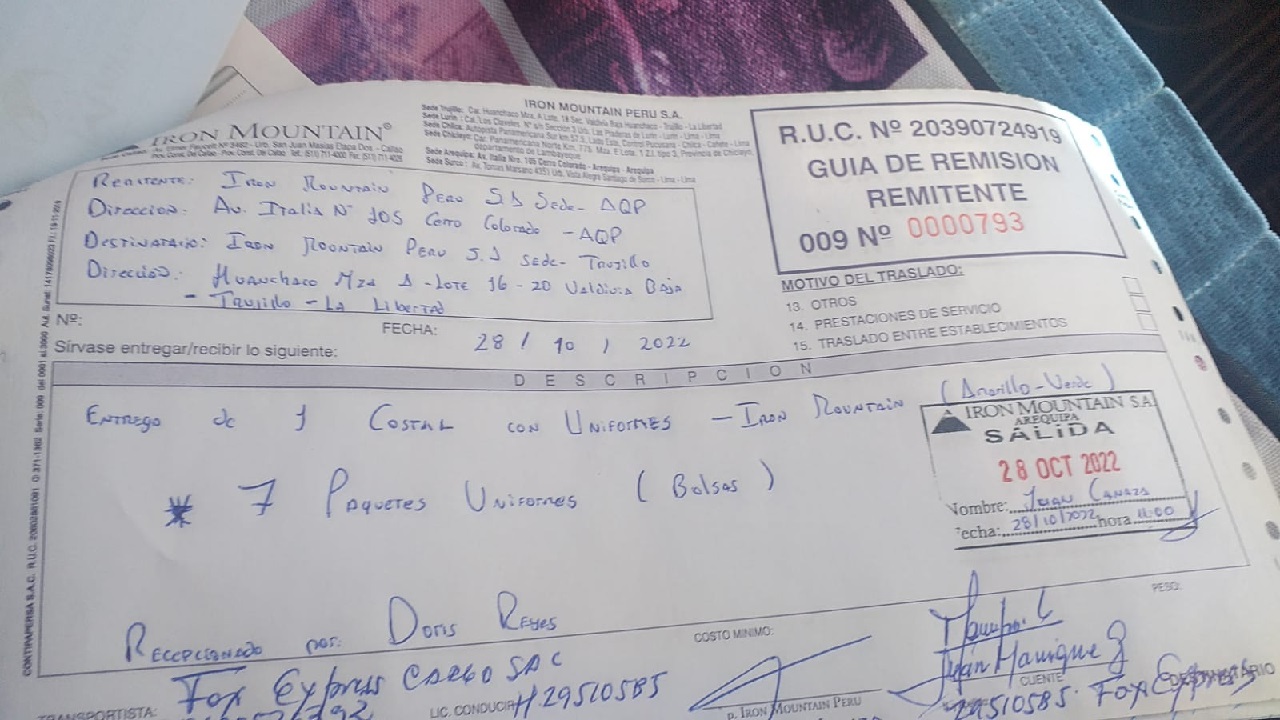 IRON MOUNTAIN PERU S.A.
IRON MOUNTAIN®
R.U.C. Nº 20390724919
GUIA DE REMISION
REMITENTE
009 Nº 0000793
REMITENTE: IRON MOUNTAIN PERU S.A Sede - AQP
Direccion: Av. Italia Nº 105 Cerro Colorado - AQP
DESTINATARIO: IRON MOUNTAIN PERU S.A Sede - Trujillo
Dirección: HUANCHACO MZA A - LOTE 16 - 20 Valdivia Baja
- TRUJILLO - LA LIBERTAD
MOTIVO DEL TRASLADO:
13. OTROS
14. PRESTACIONES DE SERVICIO
15. TRASLADO ENTRE ESTABLECIMIENTOS
Nº:
FECHA: 28 / 10 / 2022
Sírvase entregar/recibir lo siguiente:
DESCRIPCION
ENTREGO de 1 COSTAL CON UNIFORMES - IRON MOUNTAIN (Amarillo-Verde)
* 7 PAQUETES UNIFORMES (Bolsas)
IRON MOUNTAIN S.A.
AREQUIPA
SALIDA
28 OCT 2022
Nombre:
Fecha: 28/10/2022 hora 11:00
RECEPCIONADO POR: Doris Reyes
Fox Express CARGO SAC
COSTO MINIMO:
PESO:
Juan Manrique
TRANSPORTISTA:
LIC. CONDUCIR H 29510585
p. IRON MOUNTAIN PERU
CLIENTE
29510585. Fox Express